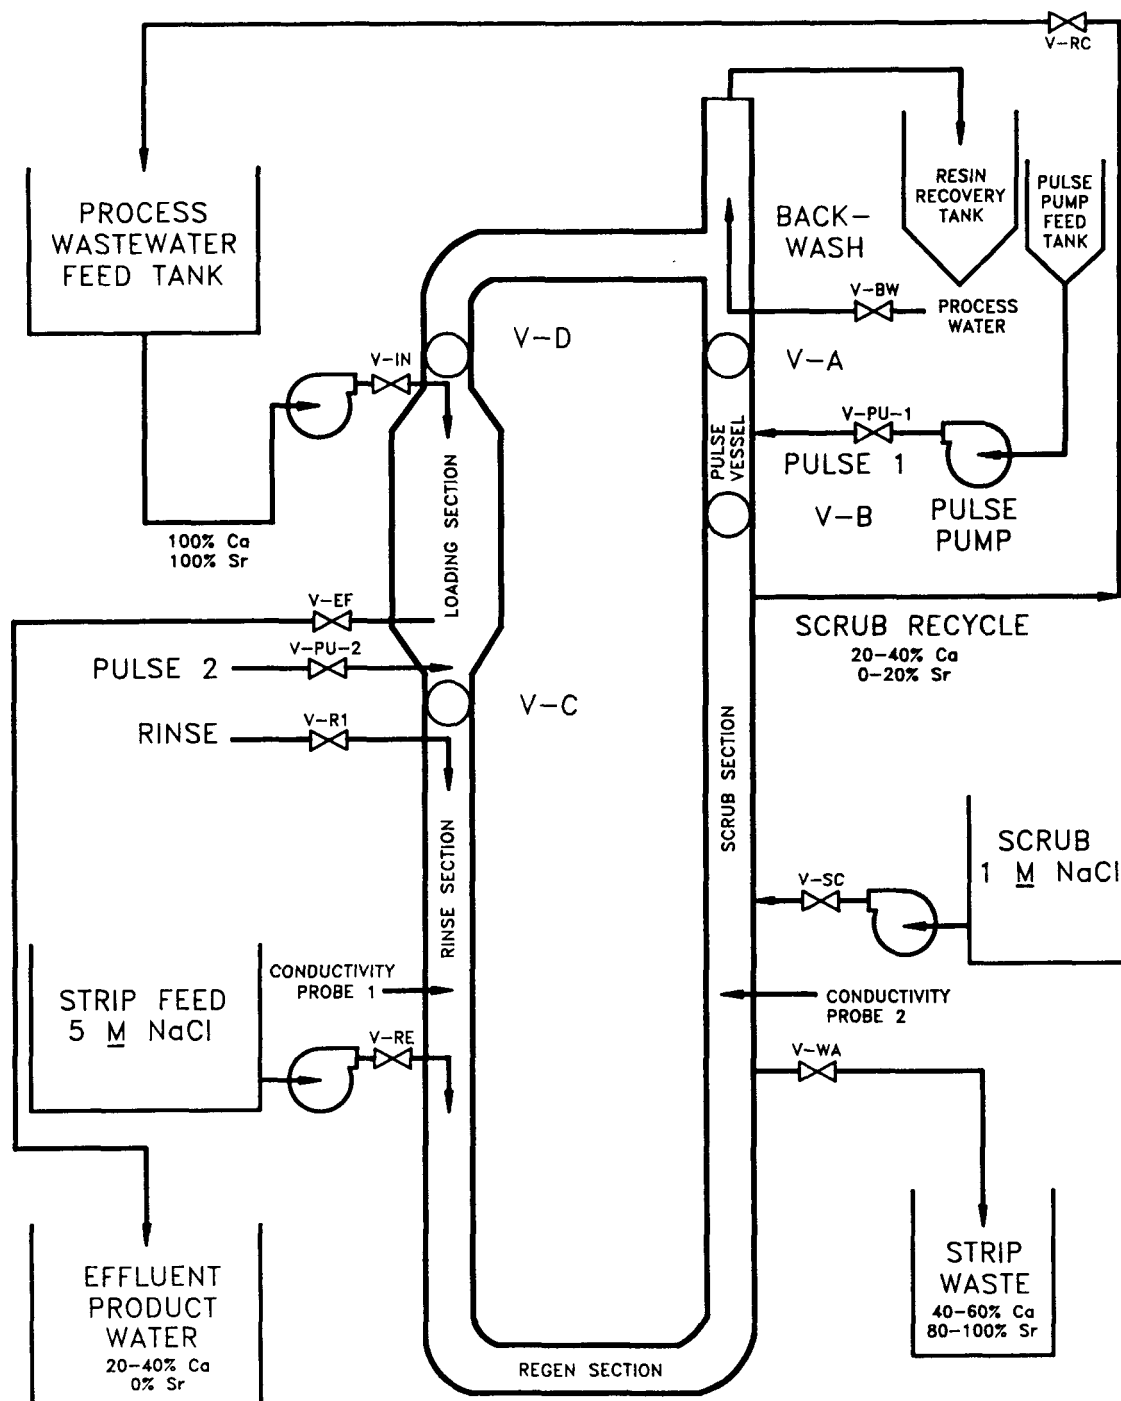 V-RC
PROCESS
WASTEWATER
FEED TANK
RESIN
RECOVERY
TANK
PULSE
PUMP
FEED
TANK
BACK-
WASH
V-BW
PROCESS
WATER
V-D
V-A
V-IN
V-PU-1
PULSE
VESSEL
PULSE 1
V-B
PULSE
PUMP
LOADING SECTION
100% Ca
100% Sr
V-EF
SCRUB RECYCLE
20-40% Ca
0-20% Sr
V-PU-2
PULSE 2
V-C
V-R1
RINSE
SCRUB SECTION
RINSE SECTION
SCRUB
1 M NaCl
V-SC
CONDUCTIVITY
PROBE 1
CONDUCTIVITY
PROBE 2
STRIP FEED
5 M NaCl
V-RE
V-WA
EFFLUENT
PRODUCT
WATER
20-40% Ca
0% Sr
STRIP
WASTE
40-60% Ca
80-100% Sr
REGEN SECTION